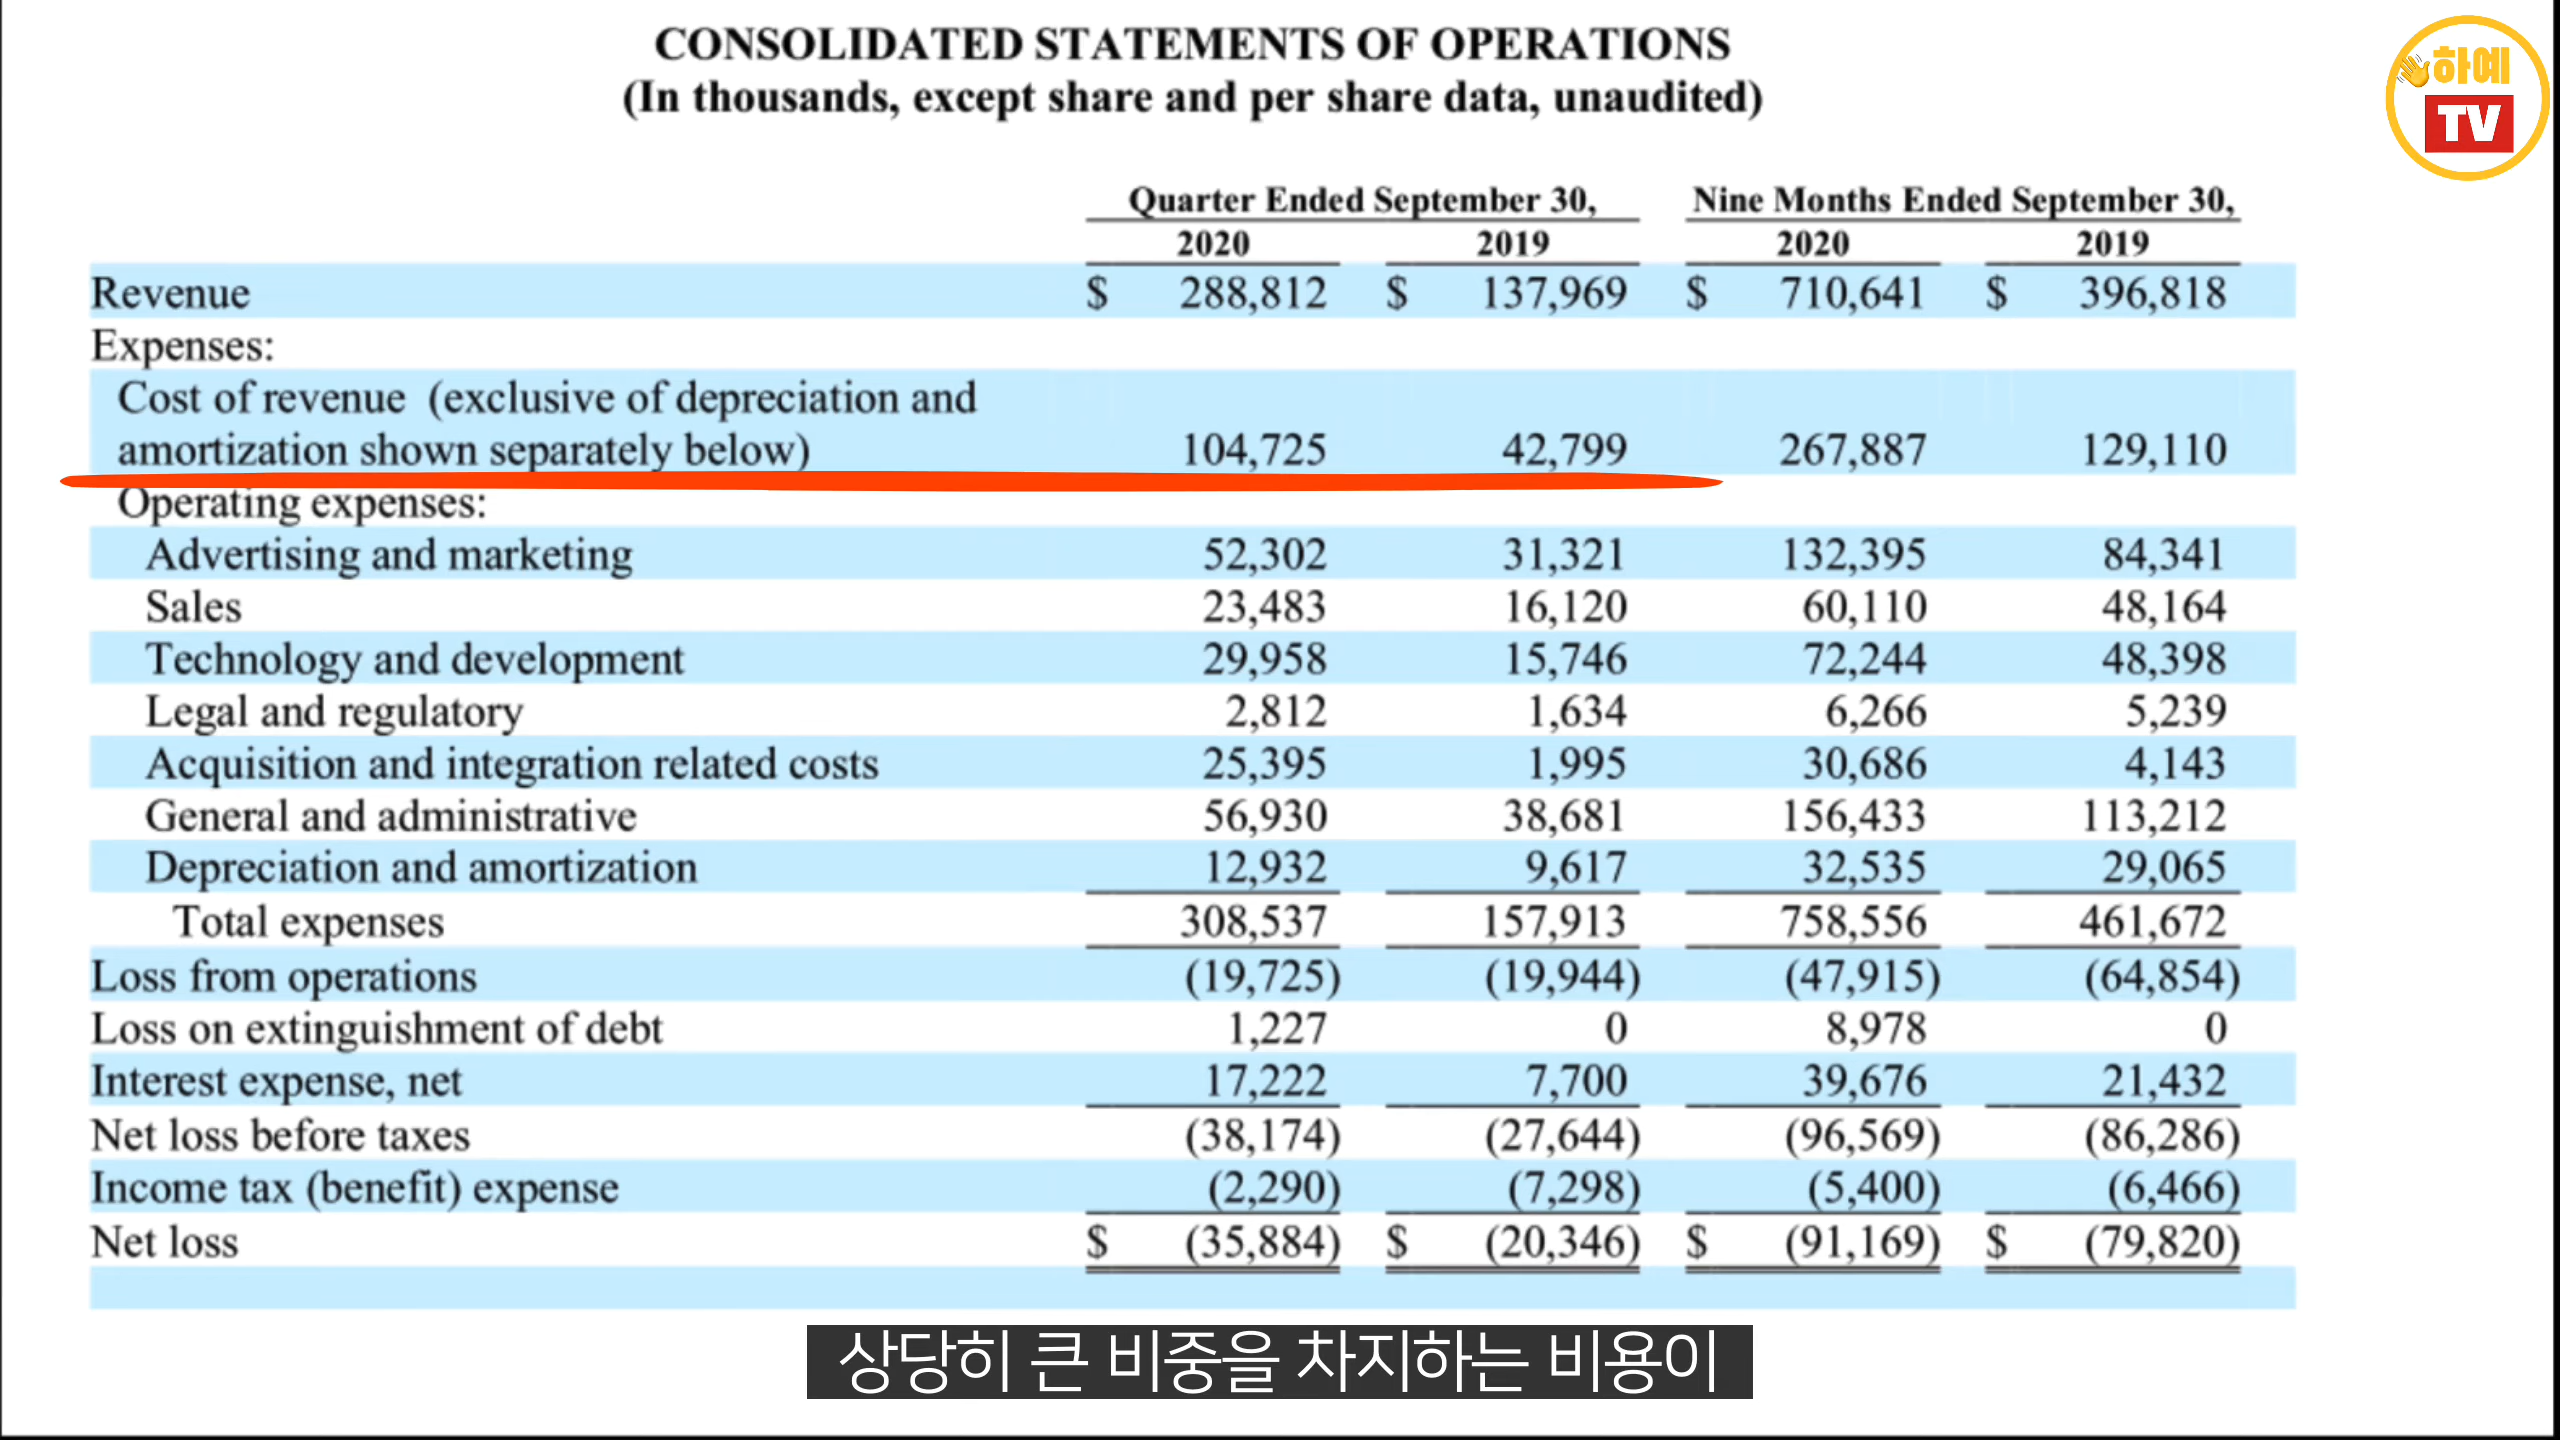 CONSOLIDATED STATEMENTS OF OPERATIONS
(In thousands, except share and per share data, unaudited)
하예
TV
Quarter Ended September 30, Nine Months Ended September 30,
2020 2019 2020 2019
Revenue $ 288,812 $ 137,969 $ 710,641 $ 396,818
Expenses:
Cost of revenue (exclusive of depreciation and
amortization shown separately below) 104,725 42,799 267,887 129,110
Operating expenses:
Advertising and marketing 52,302 31,321 132,395 84,341
Sales 23,483 16,120 60,110 48,164
Technology and development 29,958 15,746 72,244 48,398
Legal and regulatory 2,812 1,634 6,266 5,239
Acquisition and integration related costs 25,395 1,995 30,686 4,143
General and administrative 56,930 38,681 156,433 113,212
Depreciation and amortization 12,932 9,617 32,535 29,065
Total expenses 308,537 157,913 758,556 461,672
Loss from operations (19,725) (19,944) (47,915) (64,854)
Loss on extinguishment of debt 1,227 0 8,978 0
Interest expense, net 17,222 7,700 39,676 21,432
Net loss before taxes (38,174) (27,644) (96,569) (86,286)
Income tax (benefit) expense (2,290) (7,298) (5,400) (6,466)
Net loss $ (35,884) $ (20,346) $ (91,169) $ (79,820)
상당히 큰 비중을 차지하는 비용이